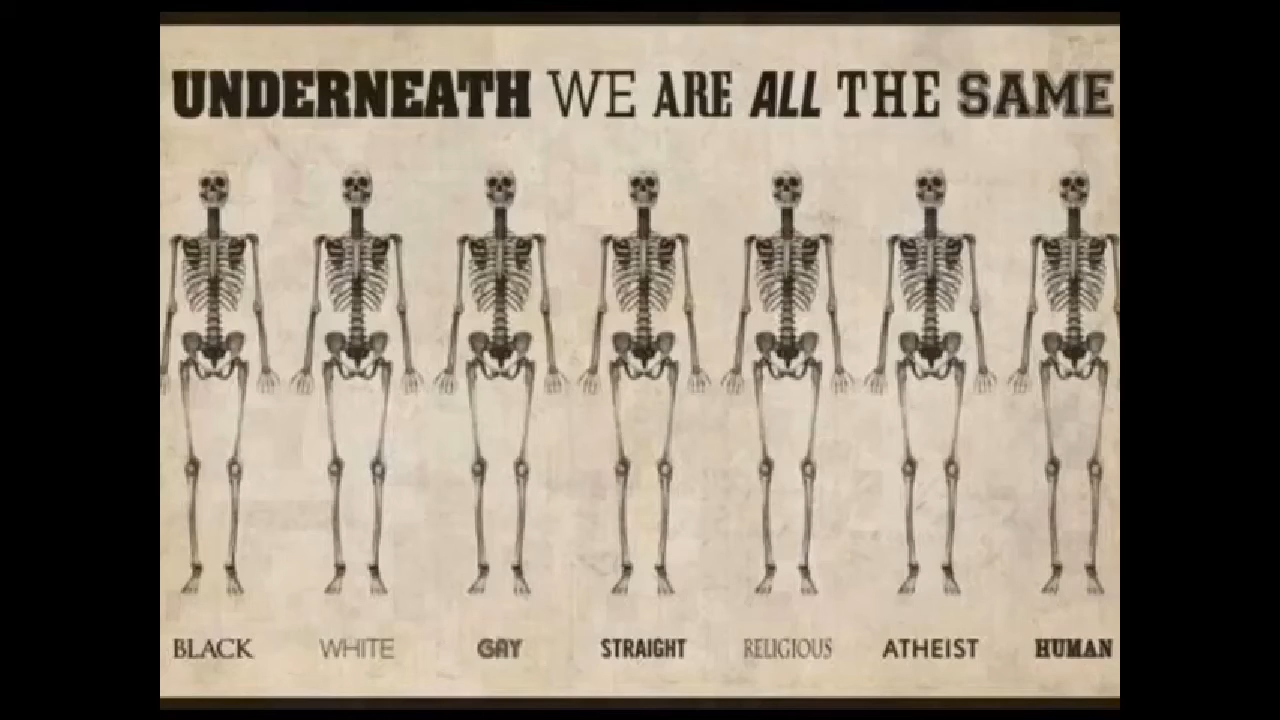 UNDERNEATH WE ARE ALL THE SAME
BLACK WHITE GAY STRAIGHT RELIGIOUS ATHEIST HUMAN